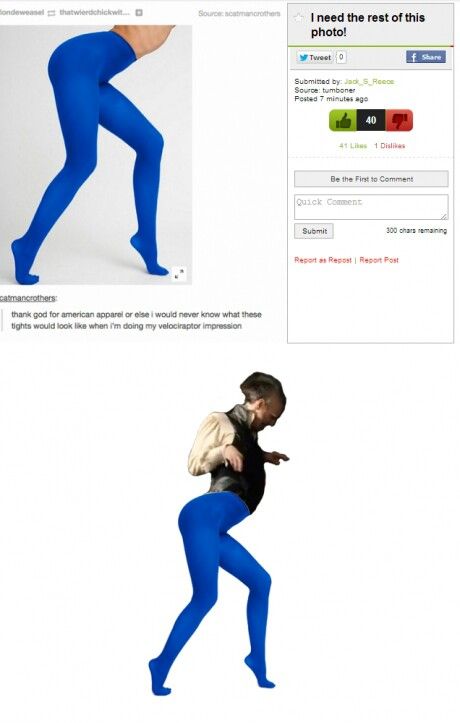 londeweasel thatwierdchickwit... Source: scatmancrothers
I need the rest of this
photo!
Tweet 0
Share
Submitted by: Jack_S_Reece
Source: tumboner
Posted 7 minutes ago
40
41 Likes 1 Dislikes
Be the First to Comment
Quick Comment
Submit 300 chars remaining
Report as Repost | Report Post
catmancrothers:
thank god for american apparel or else i would never know what these
tights would look like when i'm doing my velociraptor impression